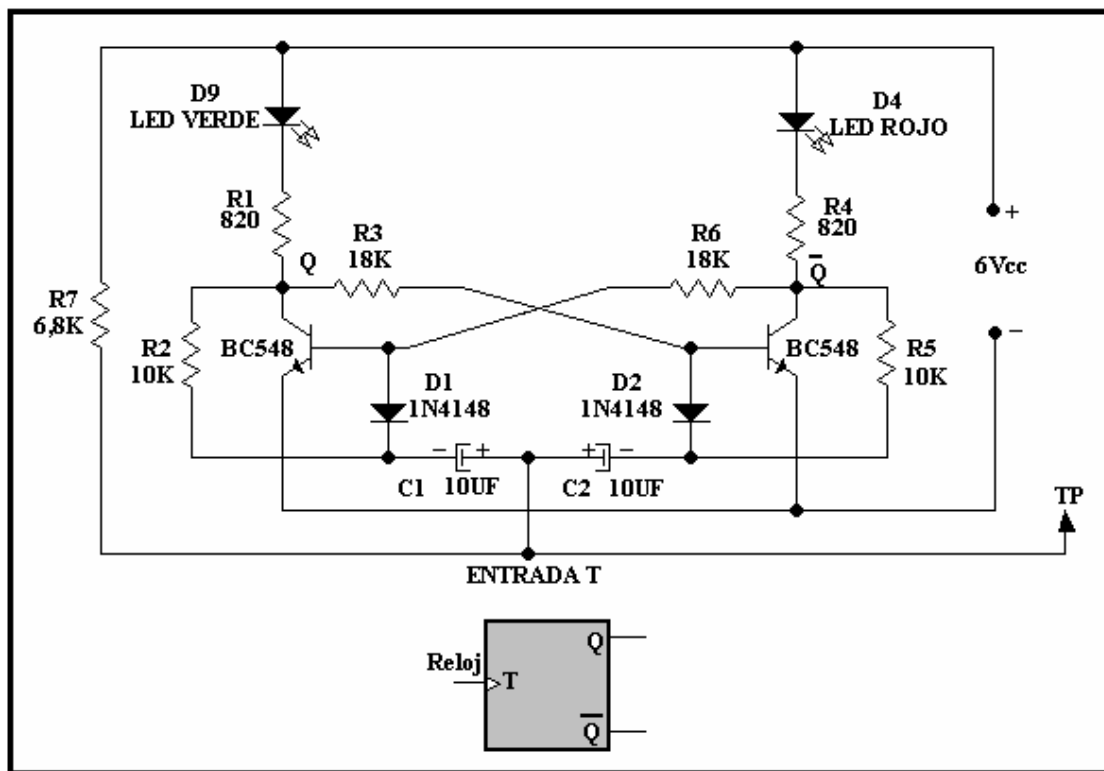 D9
LED VERDE
D4
LED ROJO
R1
820
R4
820
+
6Vcc
−
R3
18K
R6
18K
Q
Q̅
R7
6,8K
R2
10K
BC548
BC548
R5
10K
D1
1N4148
D2
1N4148
− +
+ −
C1 10UF
C2 10UF
TP
ENTRADA T
Reloj
T
Q
Q̅